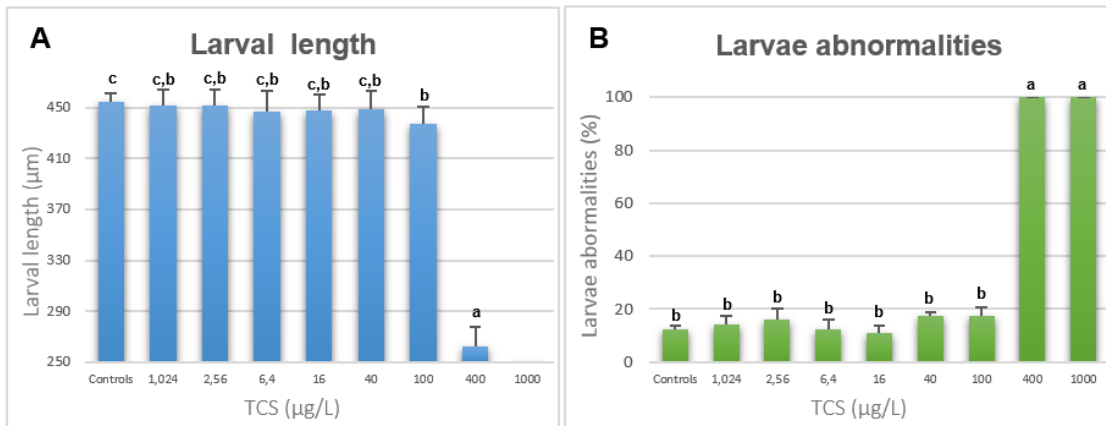 A
Larval length
c
c,b
c,b
c,b
c,b
c,b
b
a
Larval length (µm)
450
410
370
330
290
250
Controls 1,024 2,56 6,4 16 40 100 400 1000
TCS (µg/L)
B
Larvae abnormalities
b
b
b
b
b
b
b
a
a
Larvae abormalities (%)
100
80
60
40
20
0
Controls 1,024 2,56 6,4 16 40 100 400 1000
TCS (µg/L)